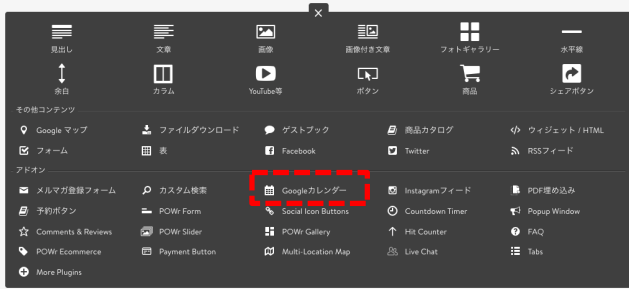 見出し 文章 画像 画像付き文章 フォトギャラリー 水平線
余白 カラム YouTube等 ボタン 商品 シェアボタン
その他コンテンツ
Google マップ ファイルダウンロード ゲストブック 商品カタログ ウィジェット / HTML
フォーム 表 Facebook Twitter RSSフィード
アドオン
メルマガ登録フォーム カスタム検索 Googleカレンダー Instagramフィード PDF埋め込み
予約ボタン POWr Form Social Icon Buttons Countdown Timer Popup Window
Comments & Reviews POWr Slider POWr Gallery Hit Counter FAQ
POWr Ecommerce Payment Button Multi-Location Map Live Chat Tabs
More Plugins